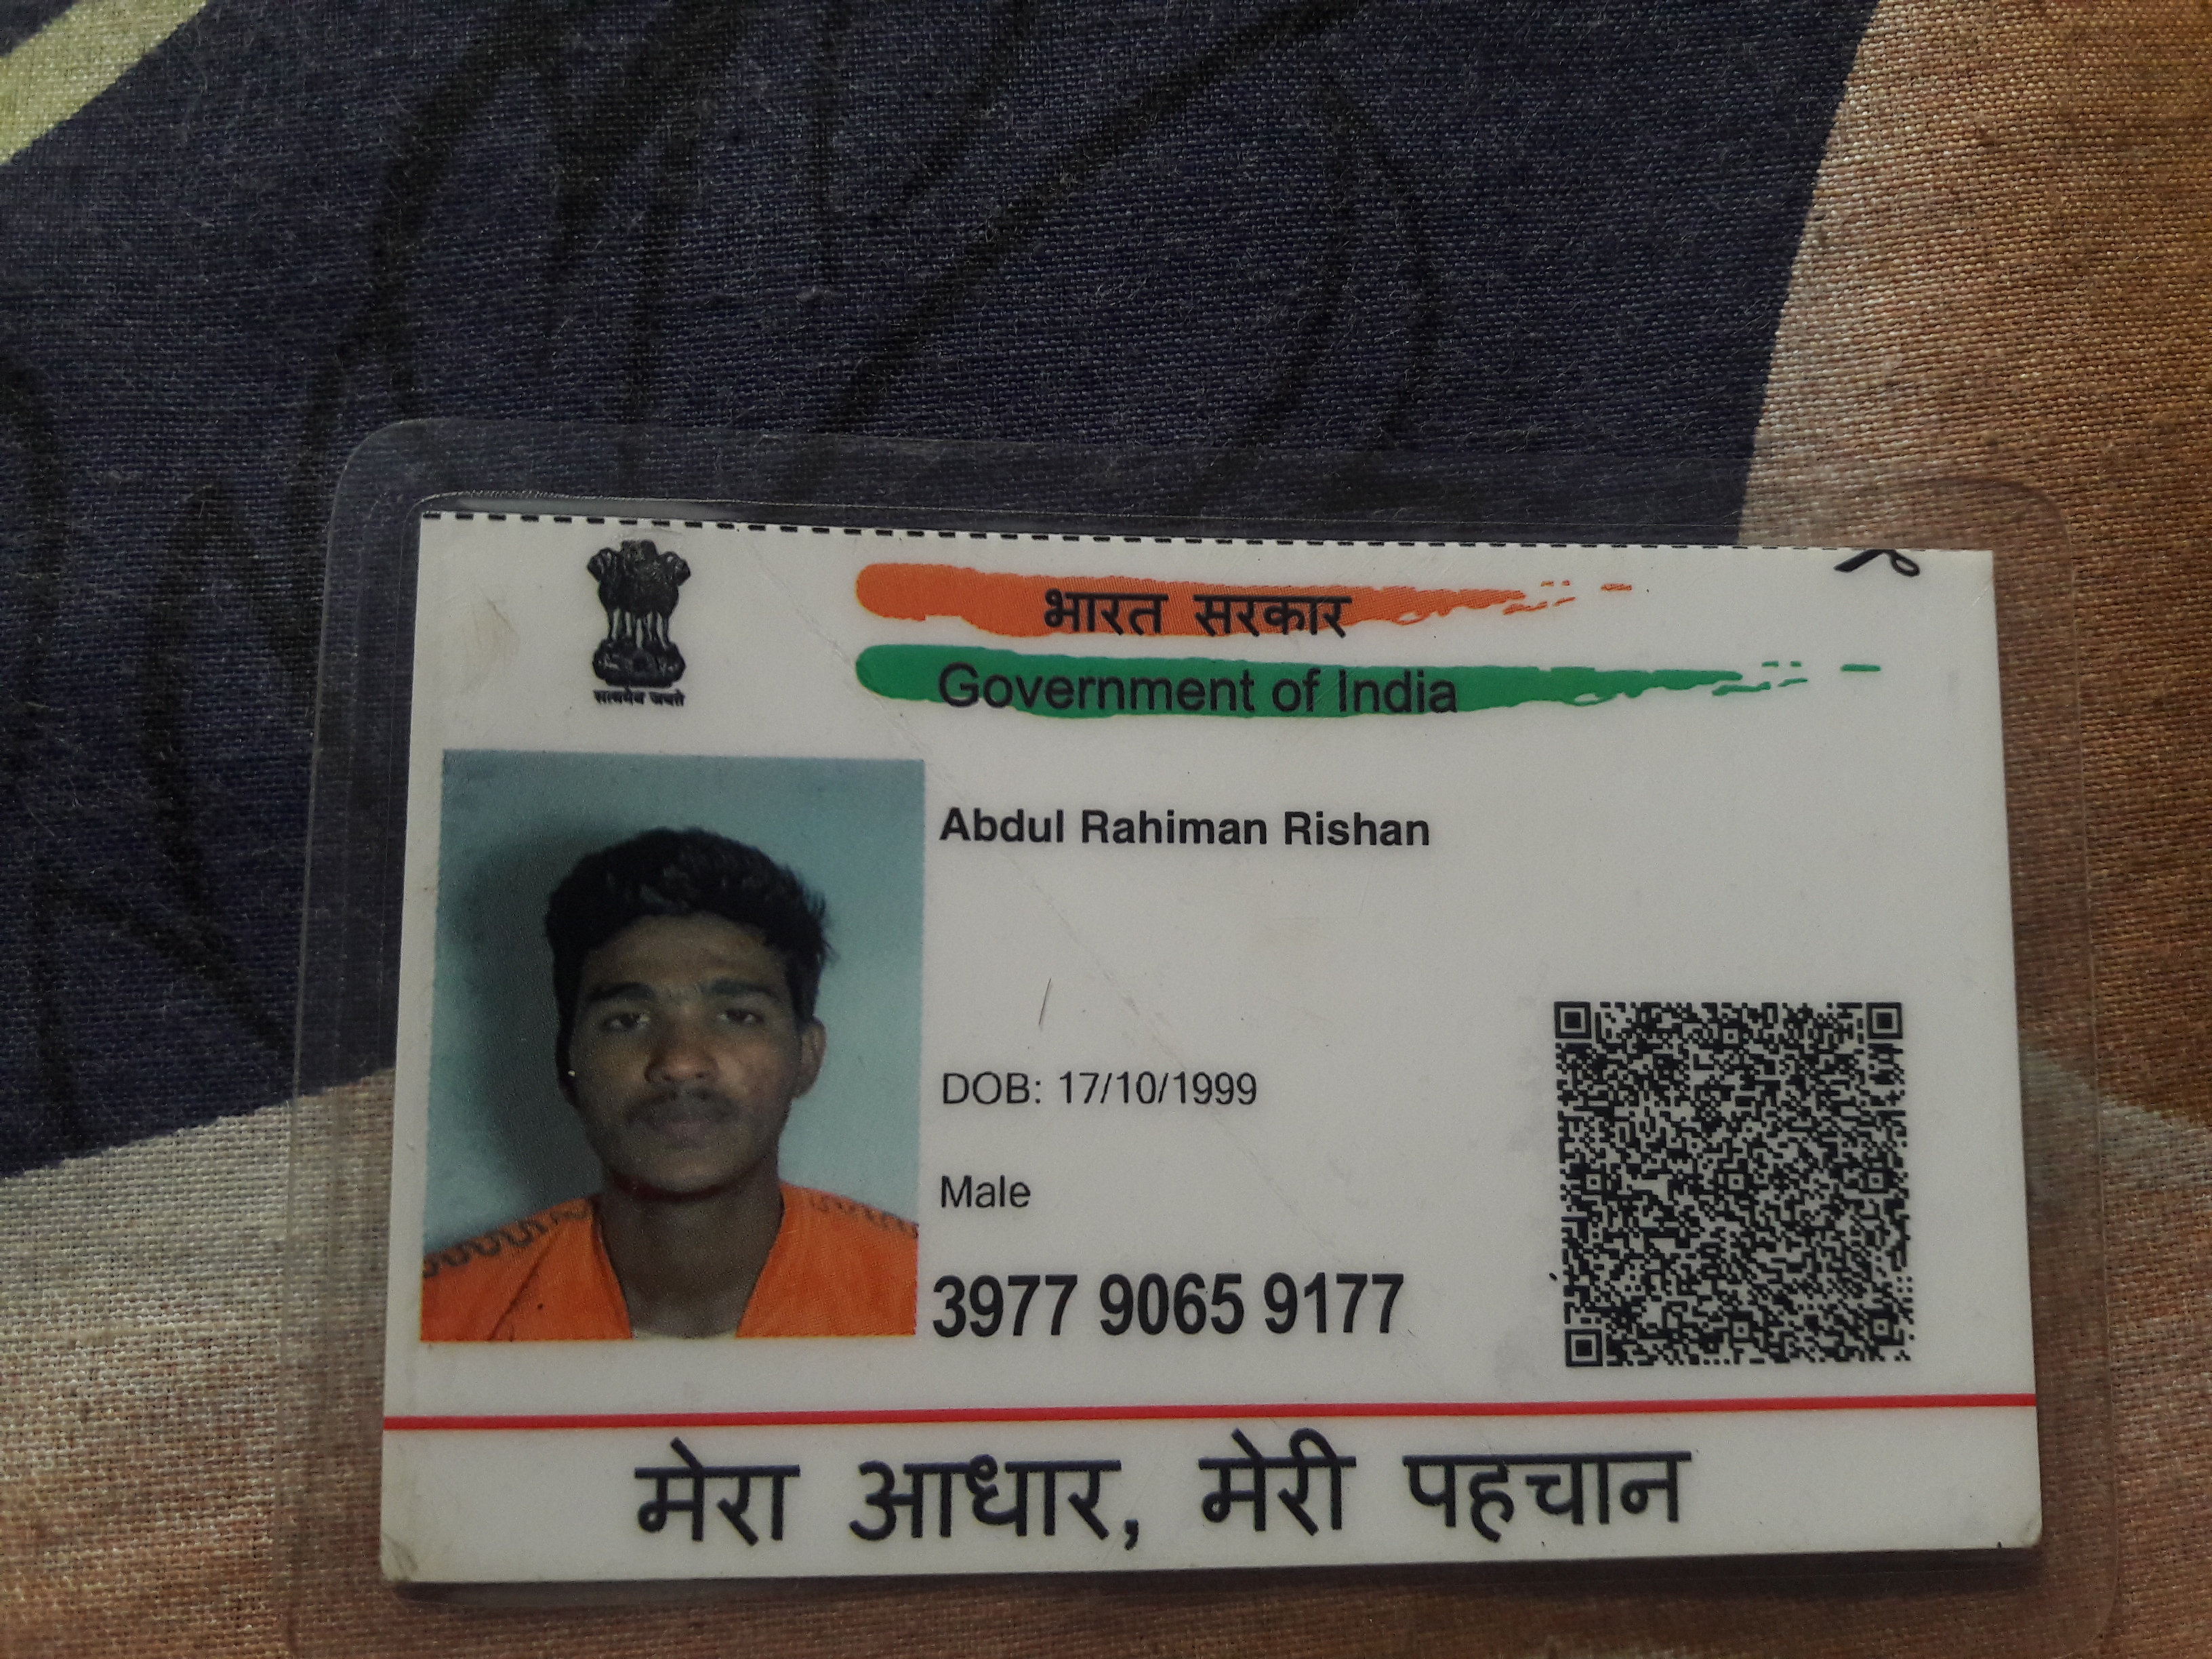 भारत सरकार
Government of India
सत्यमेव जयते
Abdul Rahiman Rishan
DOB: 17/10/1999
Male
3977 9065 9177
मेरा आधार, मेरी पहचान